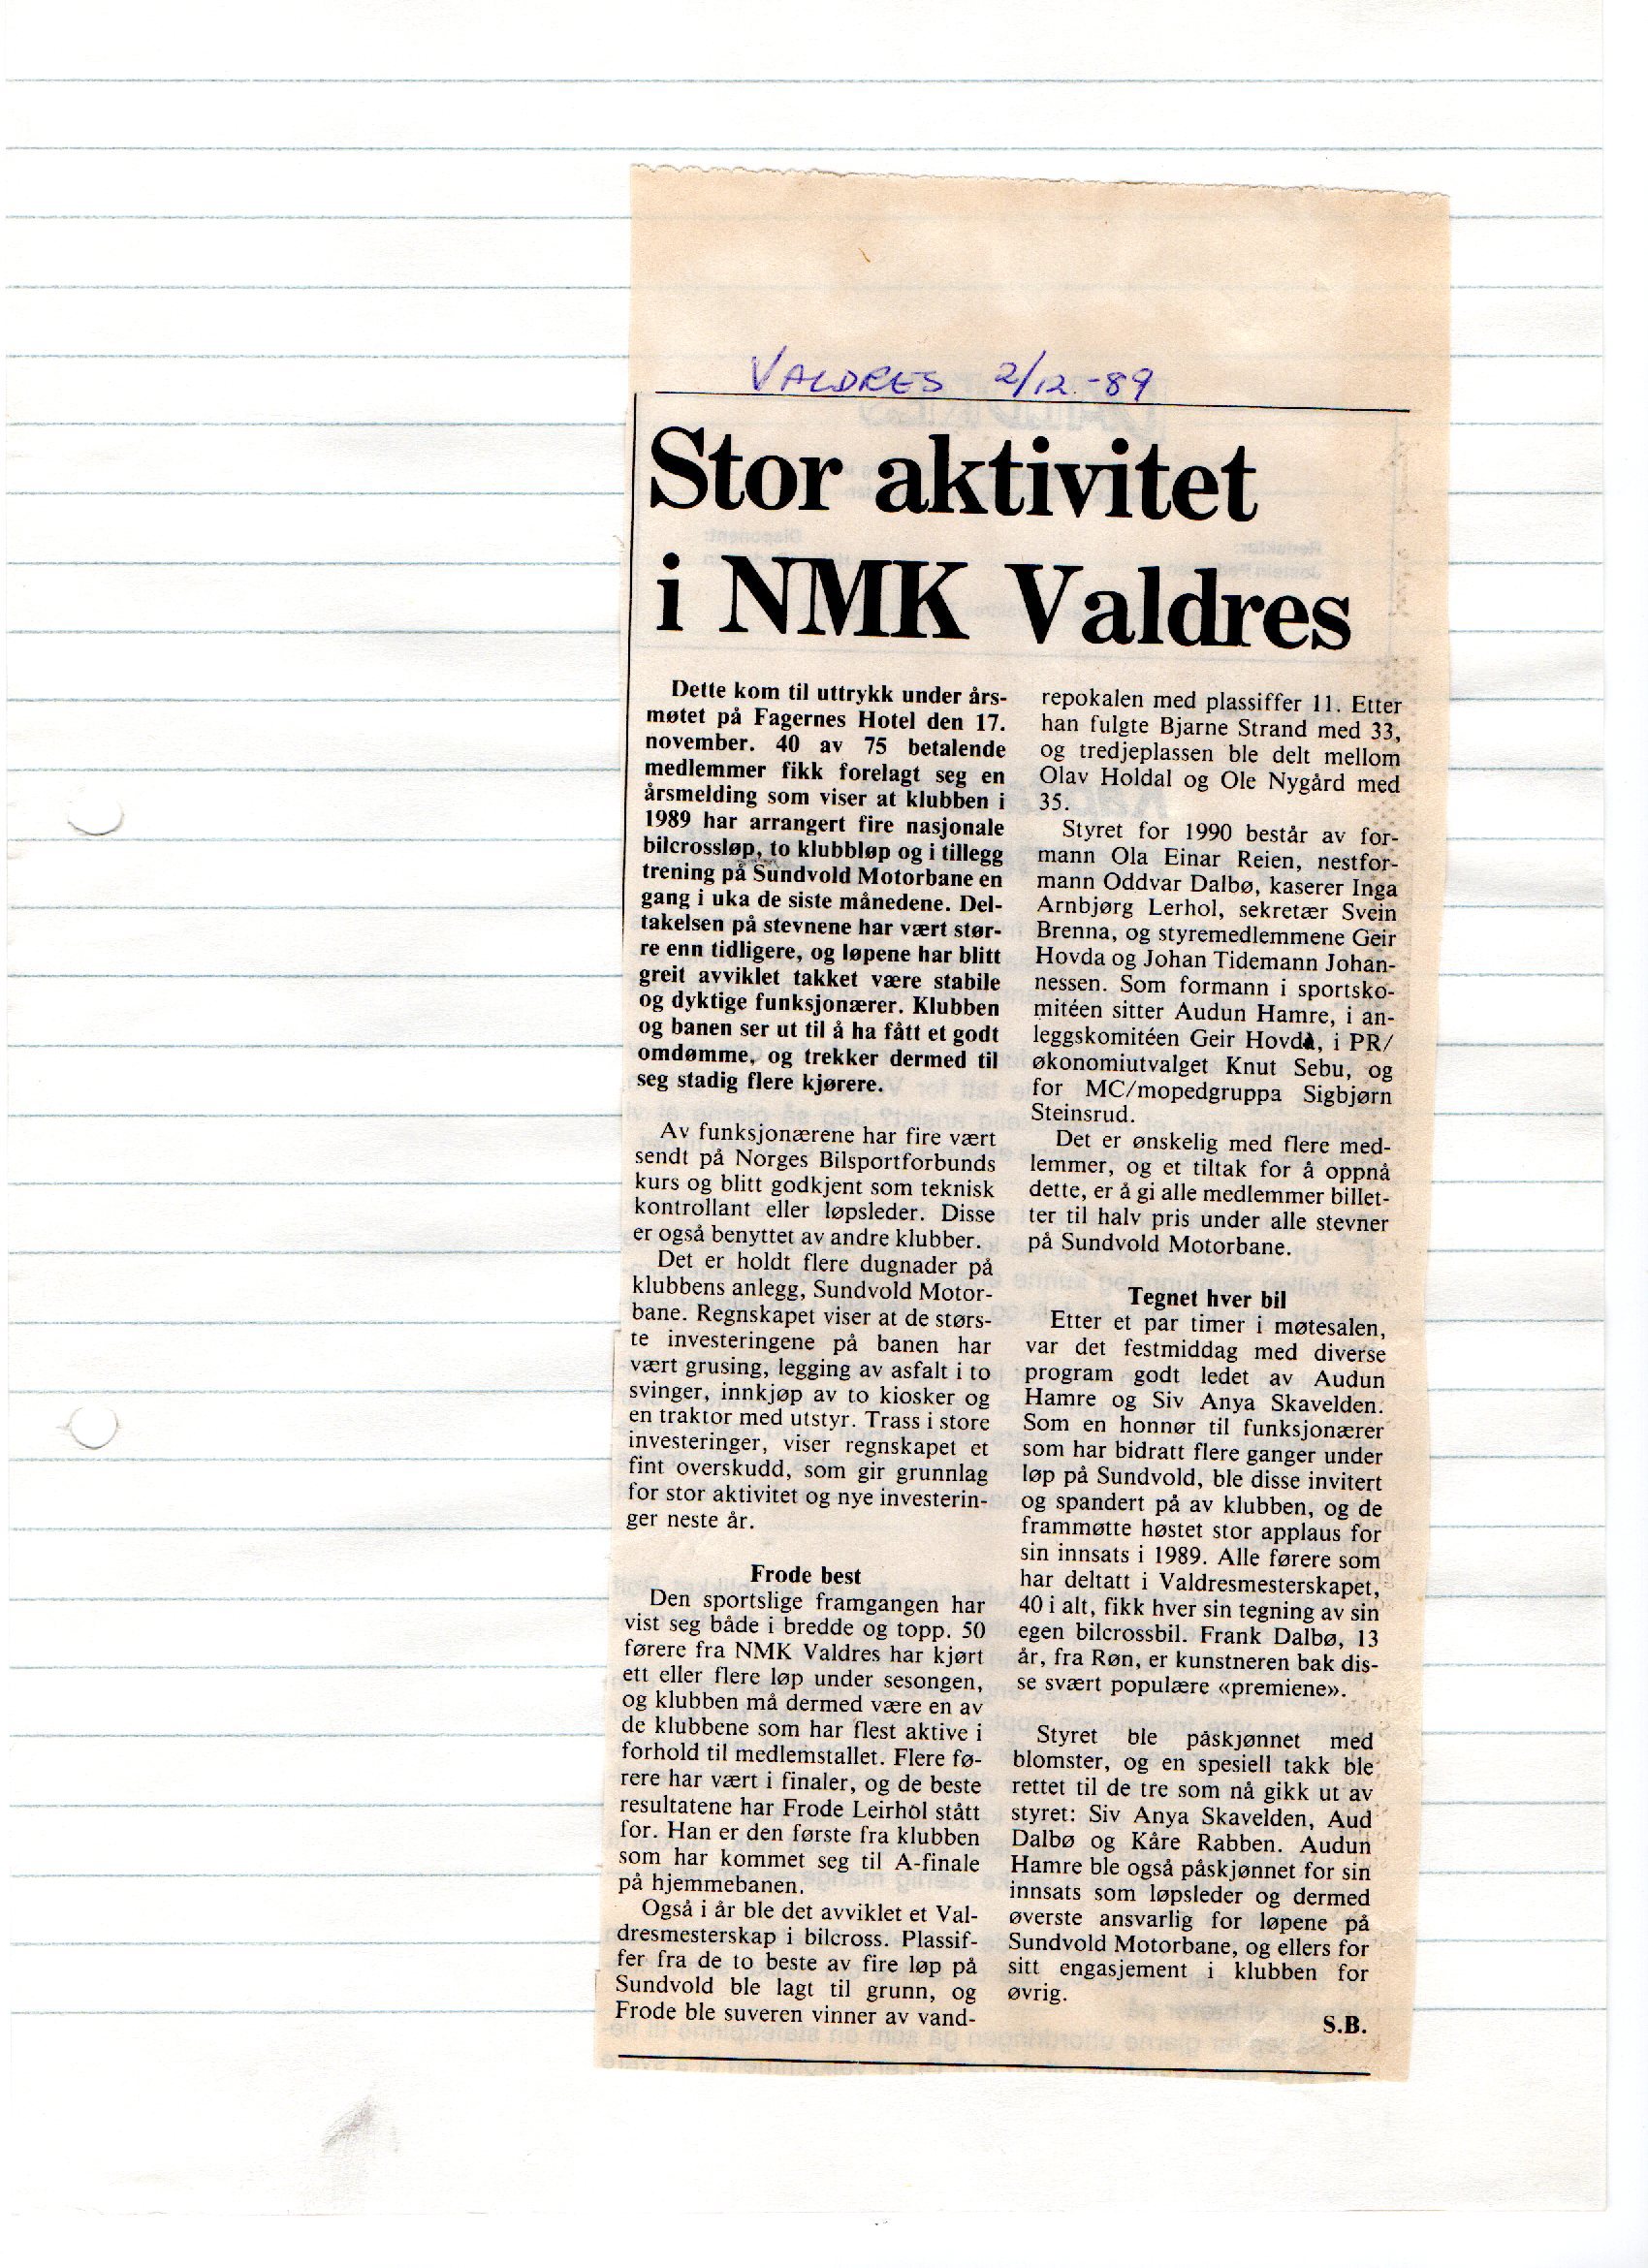 VALDRES 2/12.-89
Stor aktivitet
i NMK Valdres
Dette kom til uttrykk under års-
møtet på Fagernes Hotel den 17.
november. 40 av 75 betalende
medlemmer fikk forelagt seg en
årsmelding som viser at klubben i
1989 har arrangert fire nasjonale
bilcrossløp, to klubbløp og i tillegg
trening på Sundvold Motorbane en
gang i uka de siste månedene. Del-
takelsen på stevnene har vært stør-
re enn tidligere, og løpene har blitt
greit avviklet takket være stabile
og dyktige funksjonærer. Klubben
og banen ser ut til å ha fått et godt
omdømme, og trekker dermed til
seg stadig flere kjørere.
Av funksjonærene har fire vært
sendt på Norges Bilsportforbunds
kurs og blitt godkjent som teknisk
kontrollant eller løpsleder. Disse
er også benyttet av andre klubber.
Det er holdt flere dugnader på
klubbens anlegg, Sundvold Motor-
bane. Regnskapet viser at de størs-
te investeringene på banen har
vært grusing, legging av asfalt i to
svinger, innkjøp av to kiosker og
en traktor med utstyr. Trass i store
investeringer, viser regnskapet et
fint overskudd, som gir grunnlag
for stor aktivitet og nye investerin-
ger neste år.
Frode best
Den sportslige framgangen har
vist seg både i bredde og topp. 50
førere fra NMK Valdres har kjørt
ett eller flere løp under sesongen,
og klubben må dermed være en av
de klubbene som har flest aktive i
forhold til medlemstallet. Flere fø-
rere har vært i finaler, og de beste
resultatene har Frode Leirhol stått
for. Han er den første fra klubben
som har kommet seg til A-finale
på hjemmebanen.
Også i år ble det avviklet et Val-
dresmesterskap i bilcross. Plassif-
fer fra de to beste av fire løp på
Sundvold ble lagt til grunn, og
Frode ble suveren vinner av vand-
repokalen med plassiffer 11. Etter
han fulgte Bjarne Strand med 33,
og tredjeplassen ble delt mellom
Olav Holdal og Ole Nygård med
35.
Styret for 1990 består av for-
mann Ola Einar Reien, nestfor-
mann Oddvar Dalbø, kaserer Inga
Arnbjørg Lerhol, sekretær Svein
Brenna, og styremedlemmene Geir
Hovda og Johan Tidemann Johan-
nessen. Som formann i sportsko-
mitéen sitter Audun Hamre, i an-
leggskomitéen Geir Hovda, i PR/
økonomiutvalget Knut Sebu, og
for MC/mopedgruppa Sigbjørn
Steinsrud.
Det er ønskelig med flere med-
lemmer, og et tiltak for å oppnå
dette, er å gi alle medlemmer billet-
ter til halv pris under alle stevner
på Sundvold Motorbane.
Tegnet hver bil
Etter et par timer i møtesalen,
var det festmiddag med diverse
program godt ledet av Audun
Hamre og Siv Anya Skavelden.
Som en honnør til funksjonærer
som har bidratt flere ganger under
løp på Sundvold, ble disse invitert
og spandert på av klubben, og de
frammøtte høstet stor applaus for
sin innsats i 1989. Alle førere som
har deltatt i Valdresmesterskapet,
40 i alt, fikk hver sin tegning av sin
egen bilcrossbil. Frank Dalbø, 13
år, fra Røn, er kunstneren bak dis-
se svært populære «premiene».
Styret ble påskjønnet med
blomster, og en spesiell takk ble
rettet til de tre som nå gikk ut av
styret: Siv Anya Skavelden, Aud
Dalbø og Kåre Rabben. Audun
Hamre ble også påskjønnet for sin
innsats som løpsleder og dermed
øverste ansvarlig for løpene på
Sundvold Motorbane, og ellers for
sitt engasjement i klubben for
øvrig.
S.B.